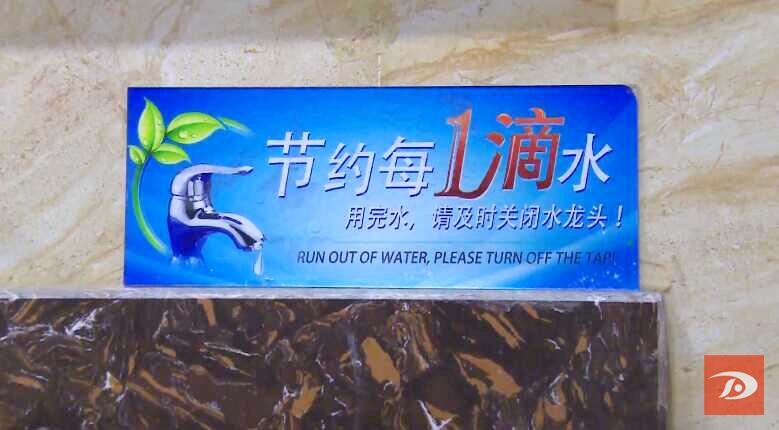 节约每1滴水
用完水，请及时关闭水龙头！
RUN OUT OF WATER, PLEASE TURN OFF THE TAP!